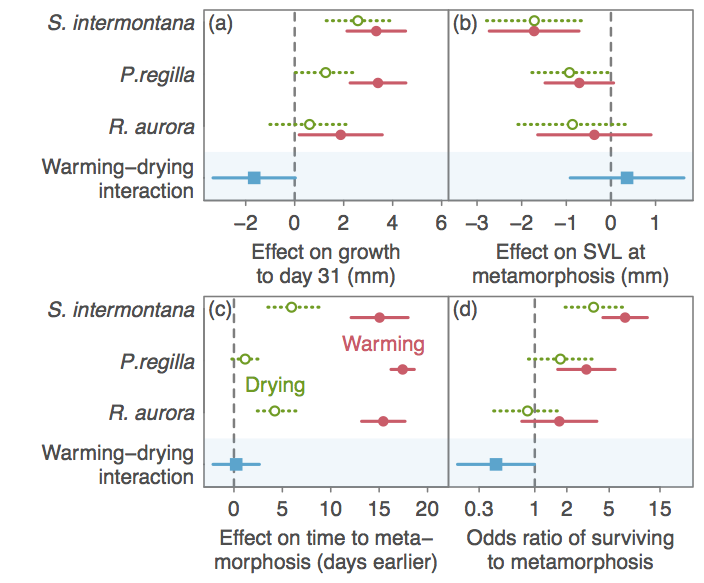 S. intermontana
(a)
(b)
P.regilla
R. aurora
Warming–drying
interaction
−2 0 2 4 6
−3 −2 −1 0 1
Effect on growth
to day 31 (mm)
Effect on SVL at
metamorphosis (mm)
S. intermontana
(c)
(d)
Warming
P.regilla
Drying
R. aurora
Warming–drying
interaction
0 5 10 15 20
0.3 1 2 5 15
Effect on time to meta–
morphosis (days earlier)
Odds ratio of surviving
to metamorphosis